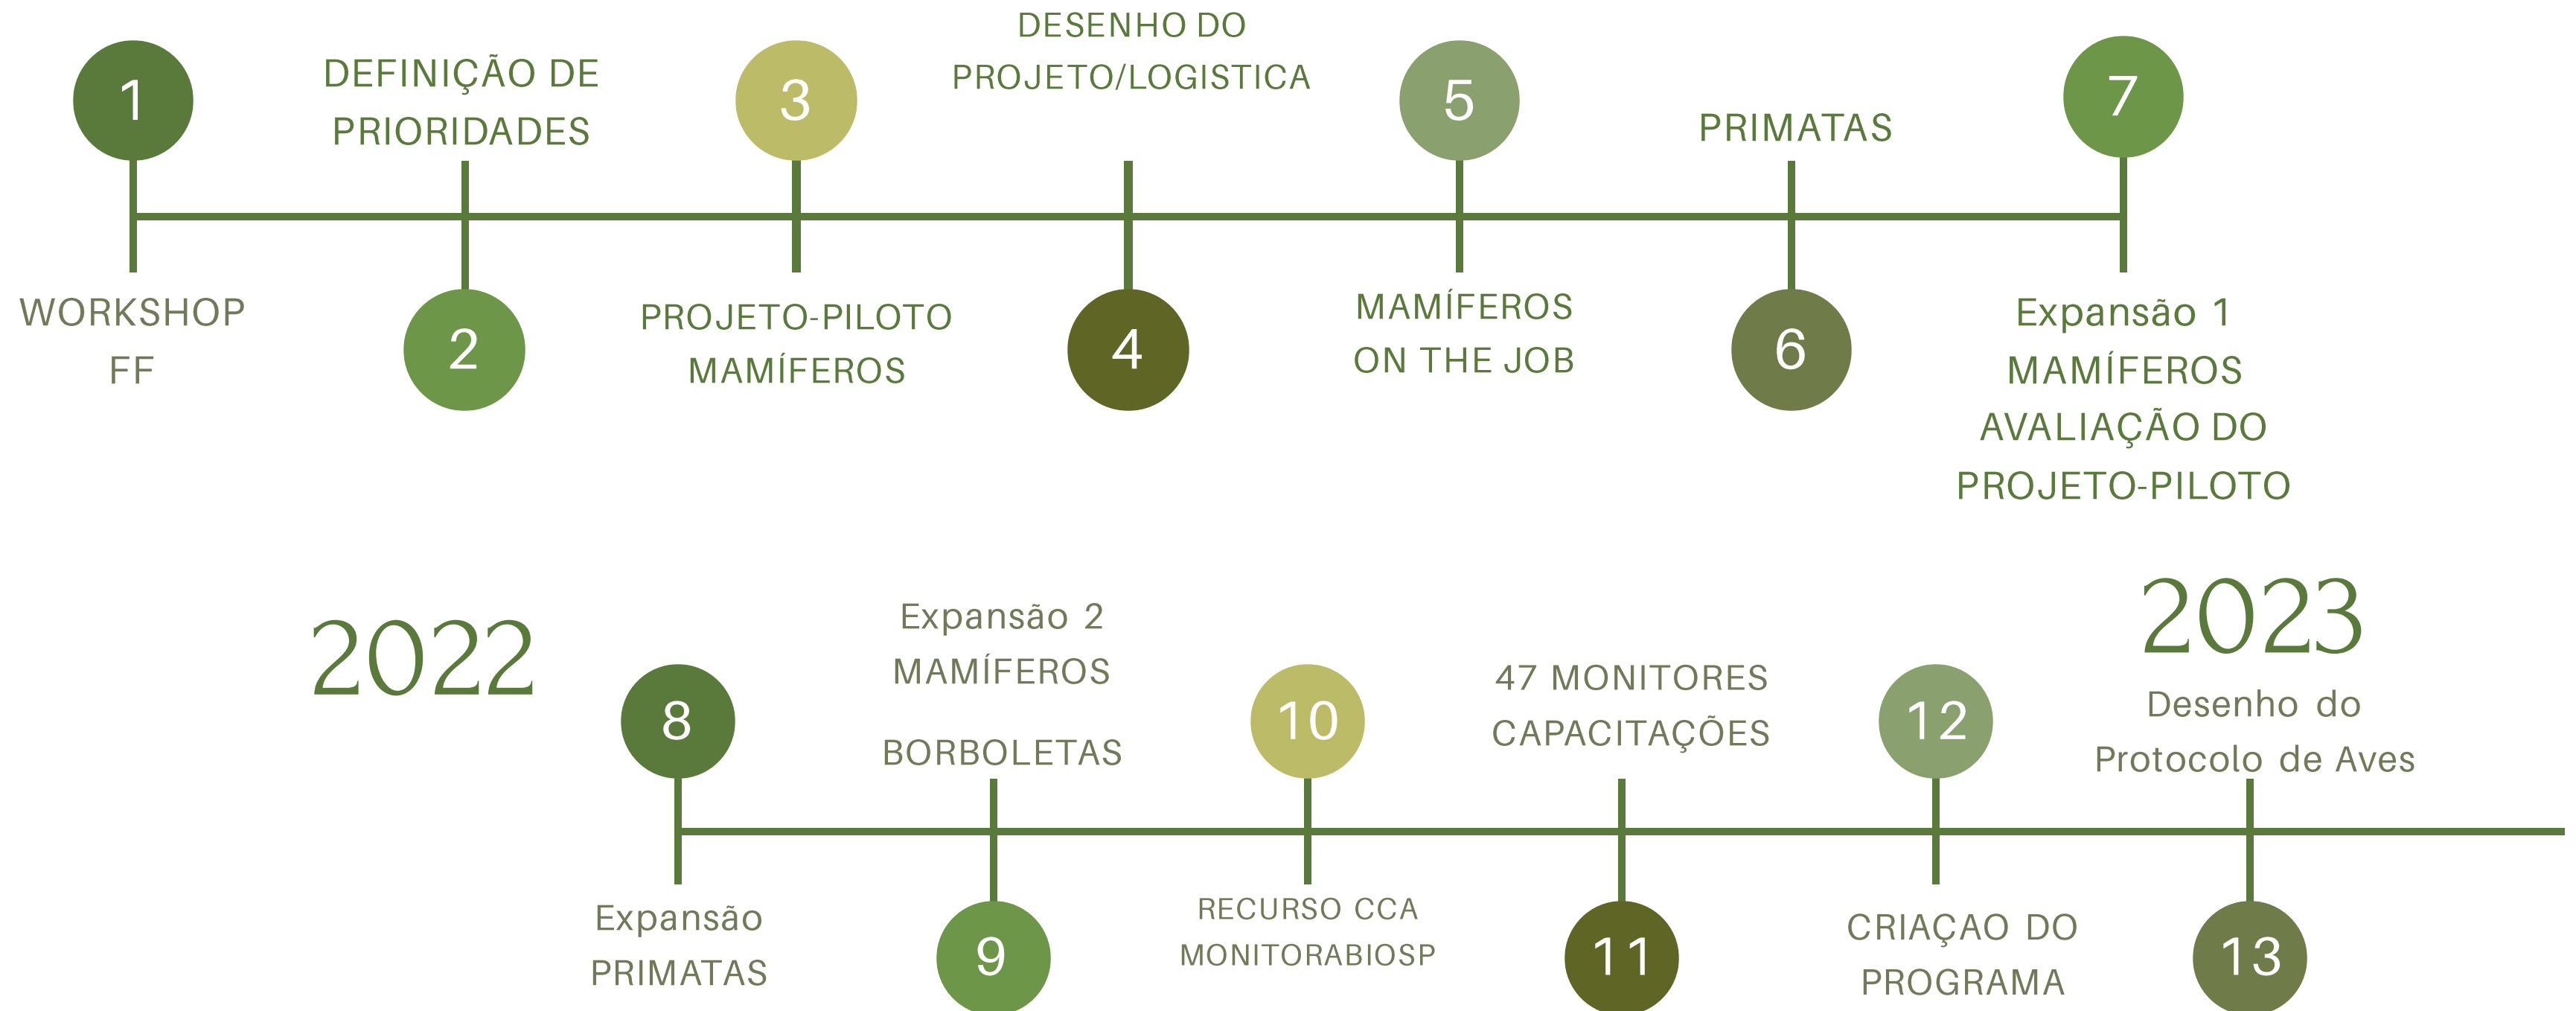 1
WORKSHOP
FF
DEFINIÇÃO DE
PRIORIDADES
2
3
PROJETO-PILOTO
MAMÍFEROS
DESENHO DO
PROJETO/LOGISTICA
4
5
MAMÍFEROS
ON THE JOB
PRIMATAS
6
7
Expansão 1
MAMÍFEROS
AVALIAÇÃO DO
PROJETO-PILOTO
2022
8
Expansão
PRIMATAS
Expansão 2
MAMÍFEROS
BORBOLETAS
9
10
RECURSO CCA
MONITORABIOSP
47 MONITORES
CAPACITAÇÕES
11
12
CRIAÇAO DO
PROGRAMA
2023
Desenho do
Protocolo de Aves
13